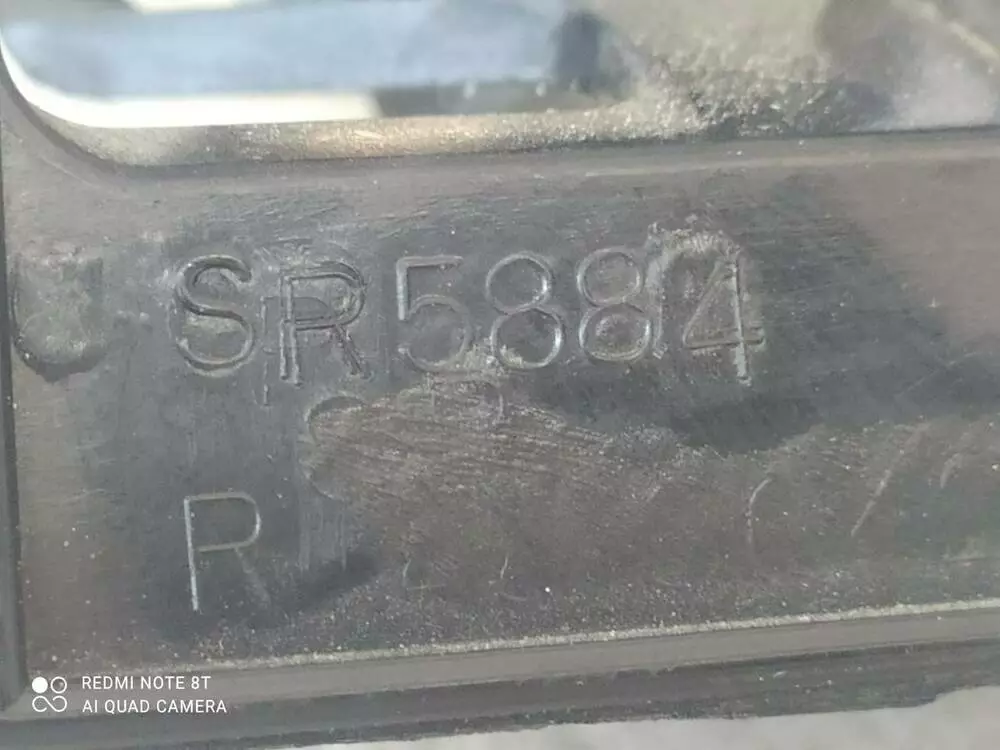 SR5884
R
REDMI NOTE 8T
AI QUAD CAMERA